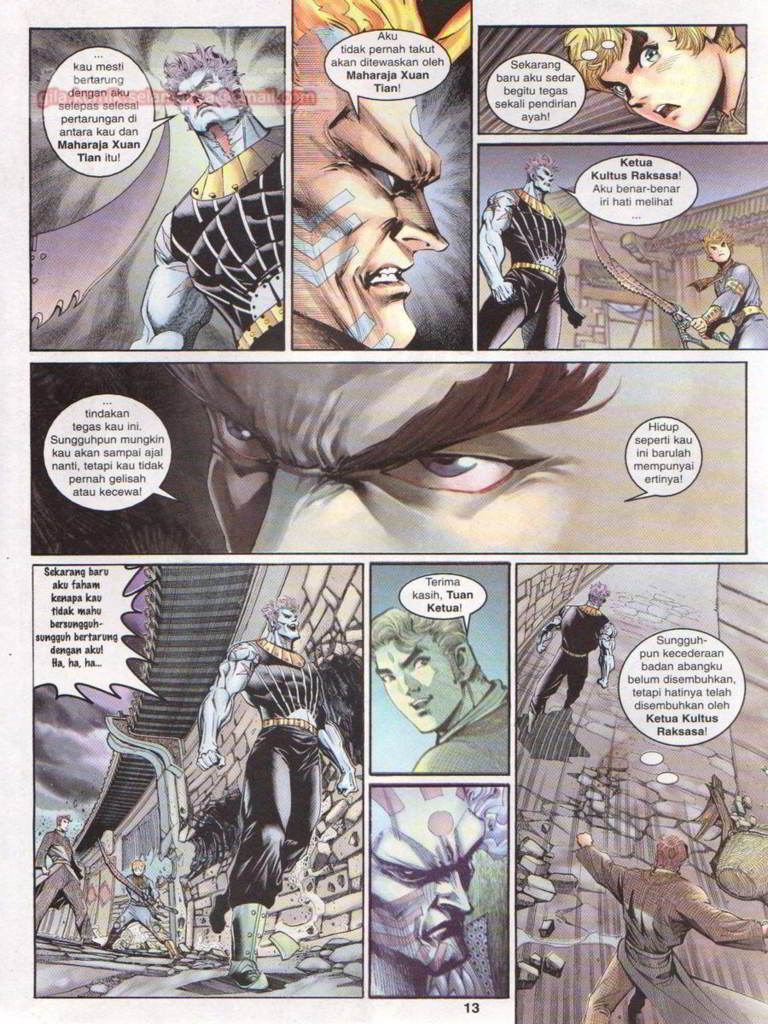 ...
kau mesti
bertarung
dengan aku
selepas selesai
pertarungan di
antara kau dan
Maharaja Xuan
Tian itu!
Aku
tidak pernah takut
akan ditewaskan oleh
Maharaja Xuan
Tian!
Sekarang
baru aku sedar
begitu tegas
sekali pendirian
ayah!
Ketua
Kultus Raksasa!
Aku benar-benar
iri hati melihat
...
...
tindakan
tegas kau ini.
Sungguhpun mungkin
kau akan sampai ajal
nanti, tetapi kau tidak
pernah gelisah
atau kecewa!
Hidup
seperti kau
ini barulah
mempunyai
ertinya!
Sekarang baru
aku faham
kenapa kau
tidak mahu
bersungguh-
sungguh bertarung
dengan aku!
Ha, ha, ha...
Terima
kasih, Tuan
Ketua!
Sungguh-
pun kecederaan
badan abangku
belum disembuhkan,
tetapi hatinya telah
disembuhkan oleh
Ketua Kultus
Raksasa!
13